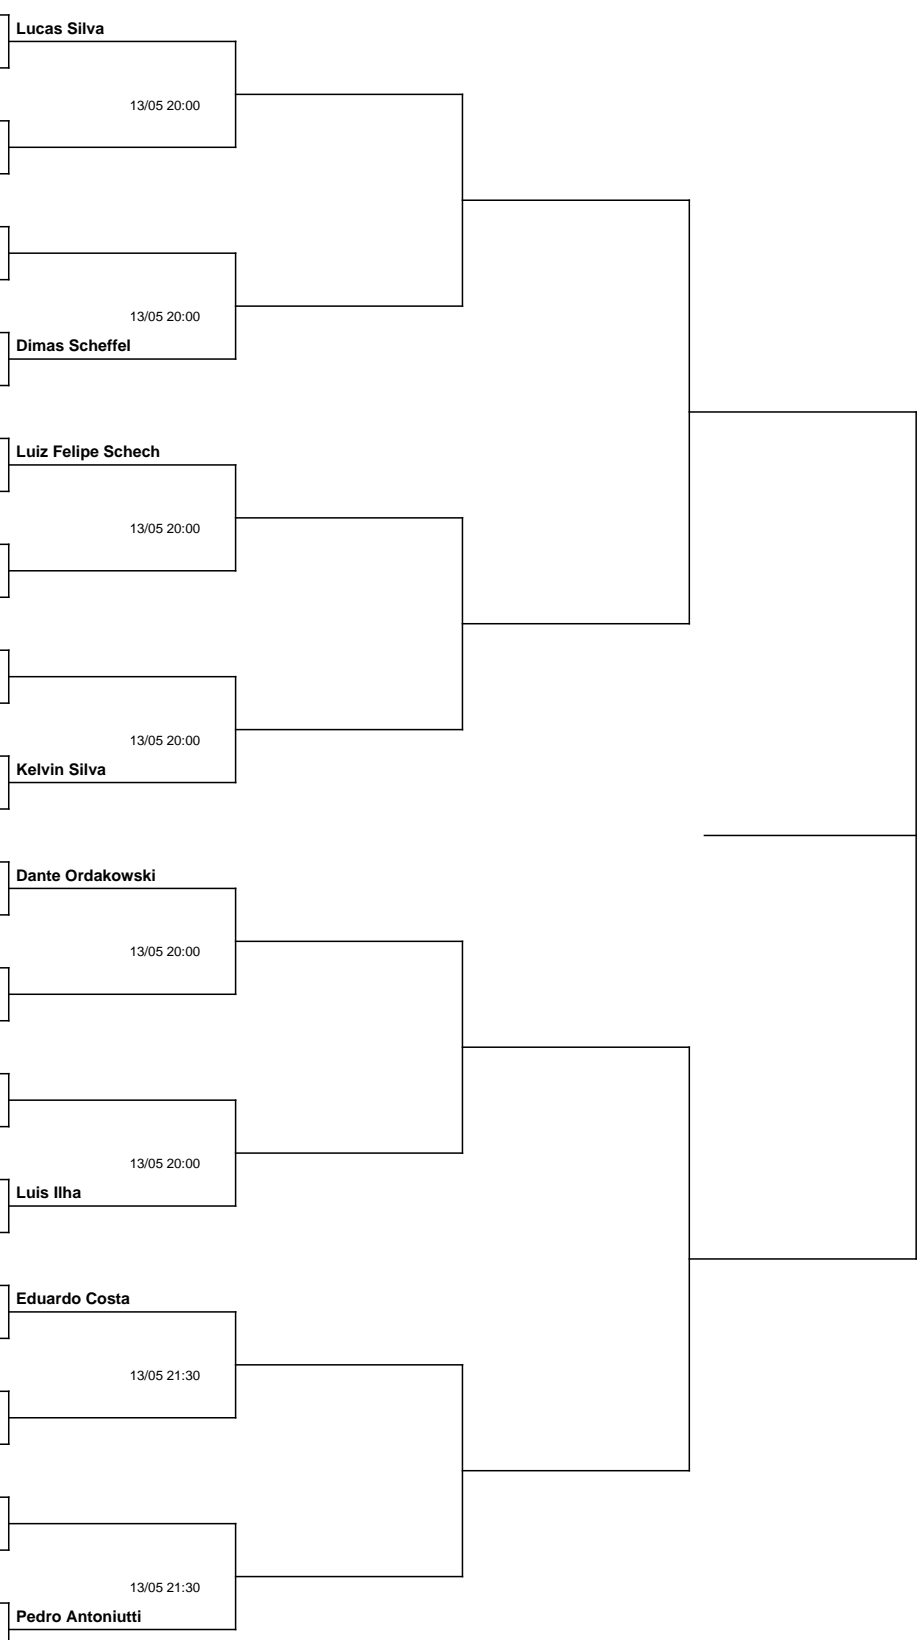 Lucas Silva
13/05 20:00
13/05 20:00
Dimas Scheffel
Luiz Felipe Schech
13/05 20:00
13/05 20:00
Kelvin Silva
Dante Ordakowski
13/05 20:00
13/05 20:00
Luis Ilha
Eduardo Costa
13/05 21:30
13/05 21:30
Pedro Antoniutti